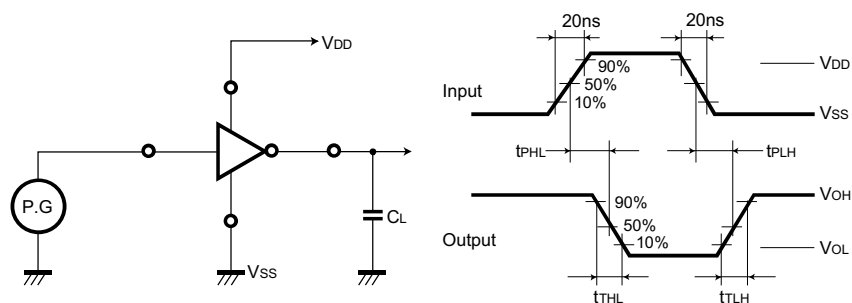 VDD
P.G
CL
VSS
20ns
20ns
90%
50%
10%
Input
VDD
VSS
tPHL
tPLH
90%
50%
10%
Output
VOH
VOL
tTHL
tTLH